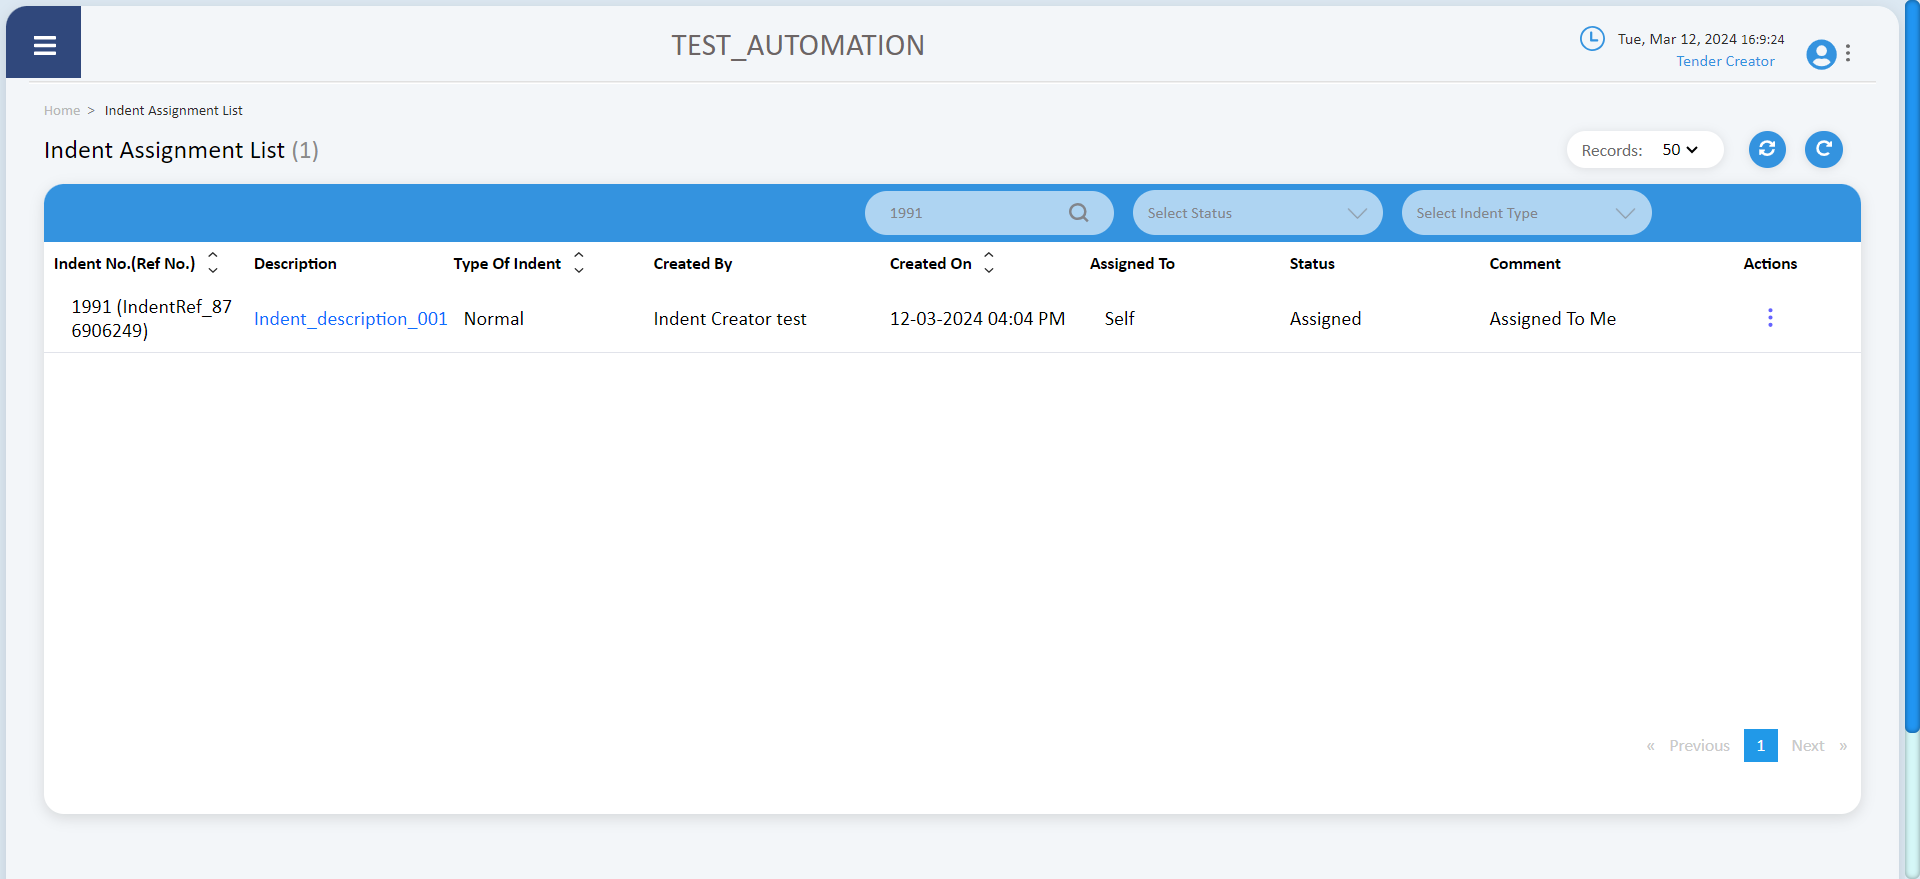 TEST_AUTOMATION
Tue, Mar 12, 2024 16:9:24
Tender Creator
Home > Indent Assignment List
Indent Assignment List (1)
Records: 50
1991 Select Status Select Indent Type
Indent No.(Ref No.) Description Type Of Indent Created By Created On Assigned To Status Comment Actions
1991 (IndentRef_87
6906249) Indent_description_001 Normal Indent Creator test 12-03-2024 04:04 PM Self Assigned Assigned To Me
« Previous 1 Next »